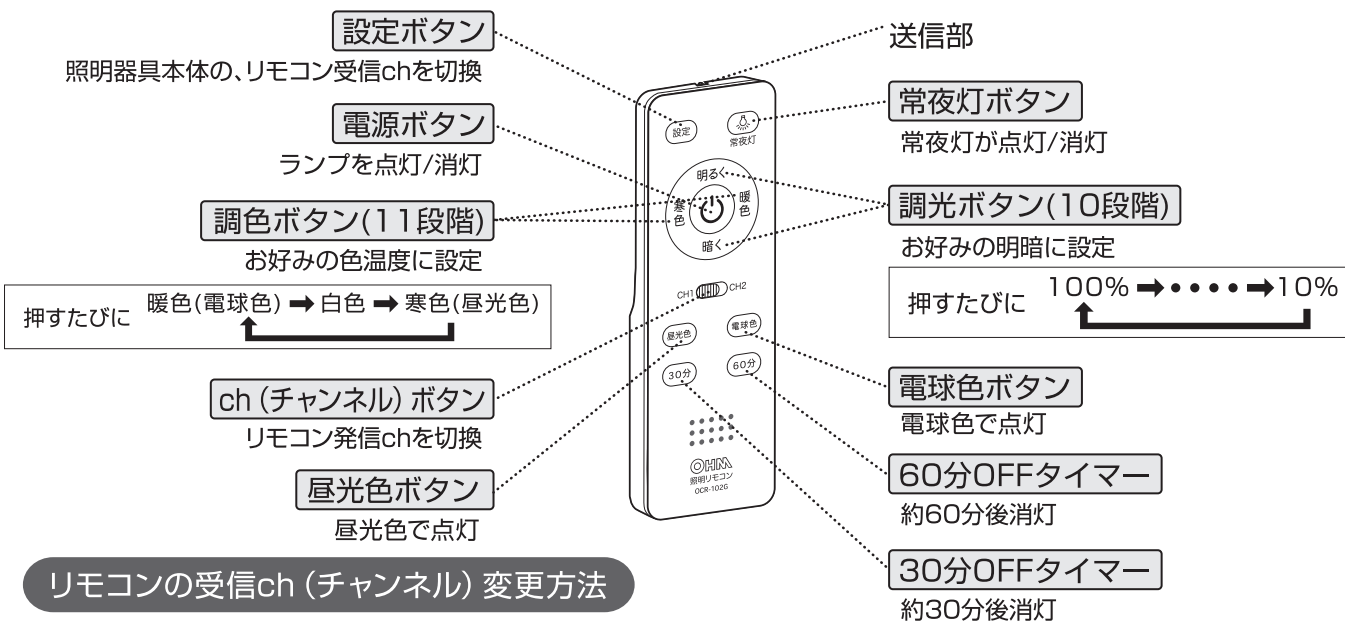 設定ボタン
照明器具本体の、リモコン受信chを切換
電源ボタン
ランプを点灯/消灯
調色ボタン(11段階)
お好みの色温度に設定
押すたびに 暖色(電球色) ➡ 白色 ➡ 寒色(昼光色)
ch (チャンネル) ボタン
リモコン発信chを切換
昼光色ボタン
昼光色で点灯
リモコンの受信ch (チャンネル) 変更方法
設定
常夜灯
明るく
寒色
暖色
暗く
CH1
CH2
昼光色
電球色
30分
60分
OHM
照明リモコン
OCR-102G
送信部
常夜灯ボタン
常夜灯が点灯/消灯
調光ボタン(10段階)
お好みの明暗に設定
押すたびに 100% ➡・・・・➡10%
電球色ボタン
電球色で点灯
60分OFFタイマー
約60分後消灯
30分OFFタイマー
約30分後消灯